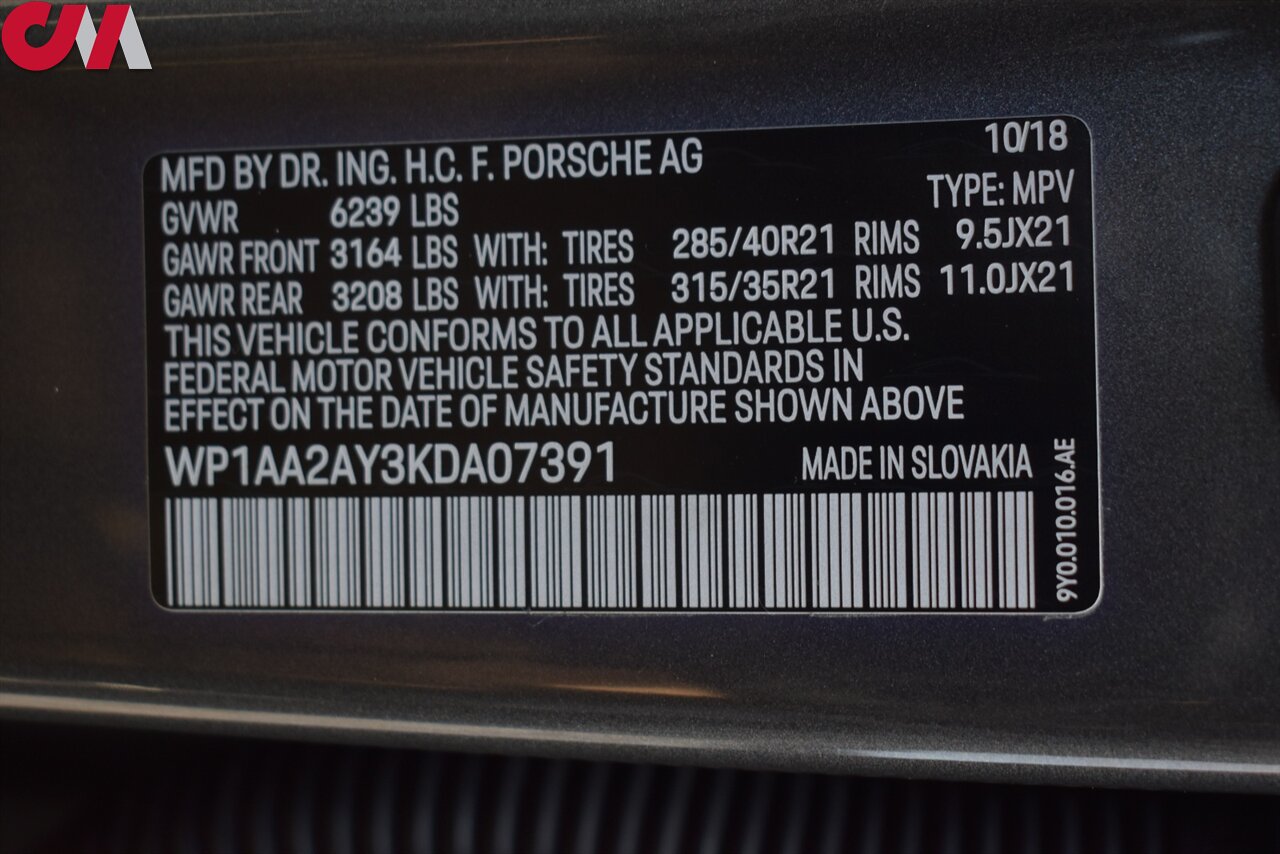 CM
MFD BY DR. ING. H.C. F. PORSCHE AG 10/18
TYPE: MPV
GVWR 6239 LBS
GAWR FRONT 3164 LBS WITH: TIRES 285/40R21 RIMS 9.5JX21
GAWR REAR 3208 LBS WITH: TIRES 315/35R21 RIMS 11.0JX21
THIS VEHICLE CONFORMS TO ALL APPLICABLE U.S.
FEDERAL MOTOR VEHICLE SAFETY STANDARDS IN
EFFECT ON THE DATE OF MANUFACTURE SHOWN ABOVE
WP1AA2AY3KDA07391 MADE IN SLOVAKIA
9Y0.010.016.AE